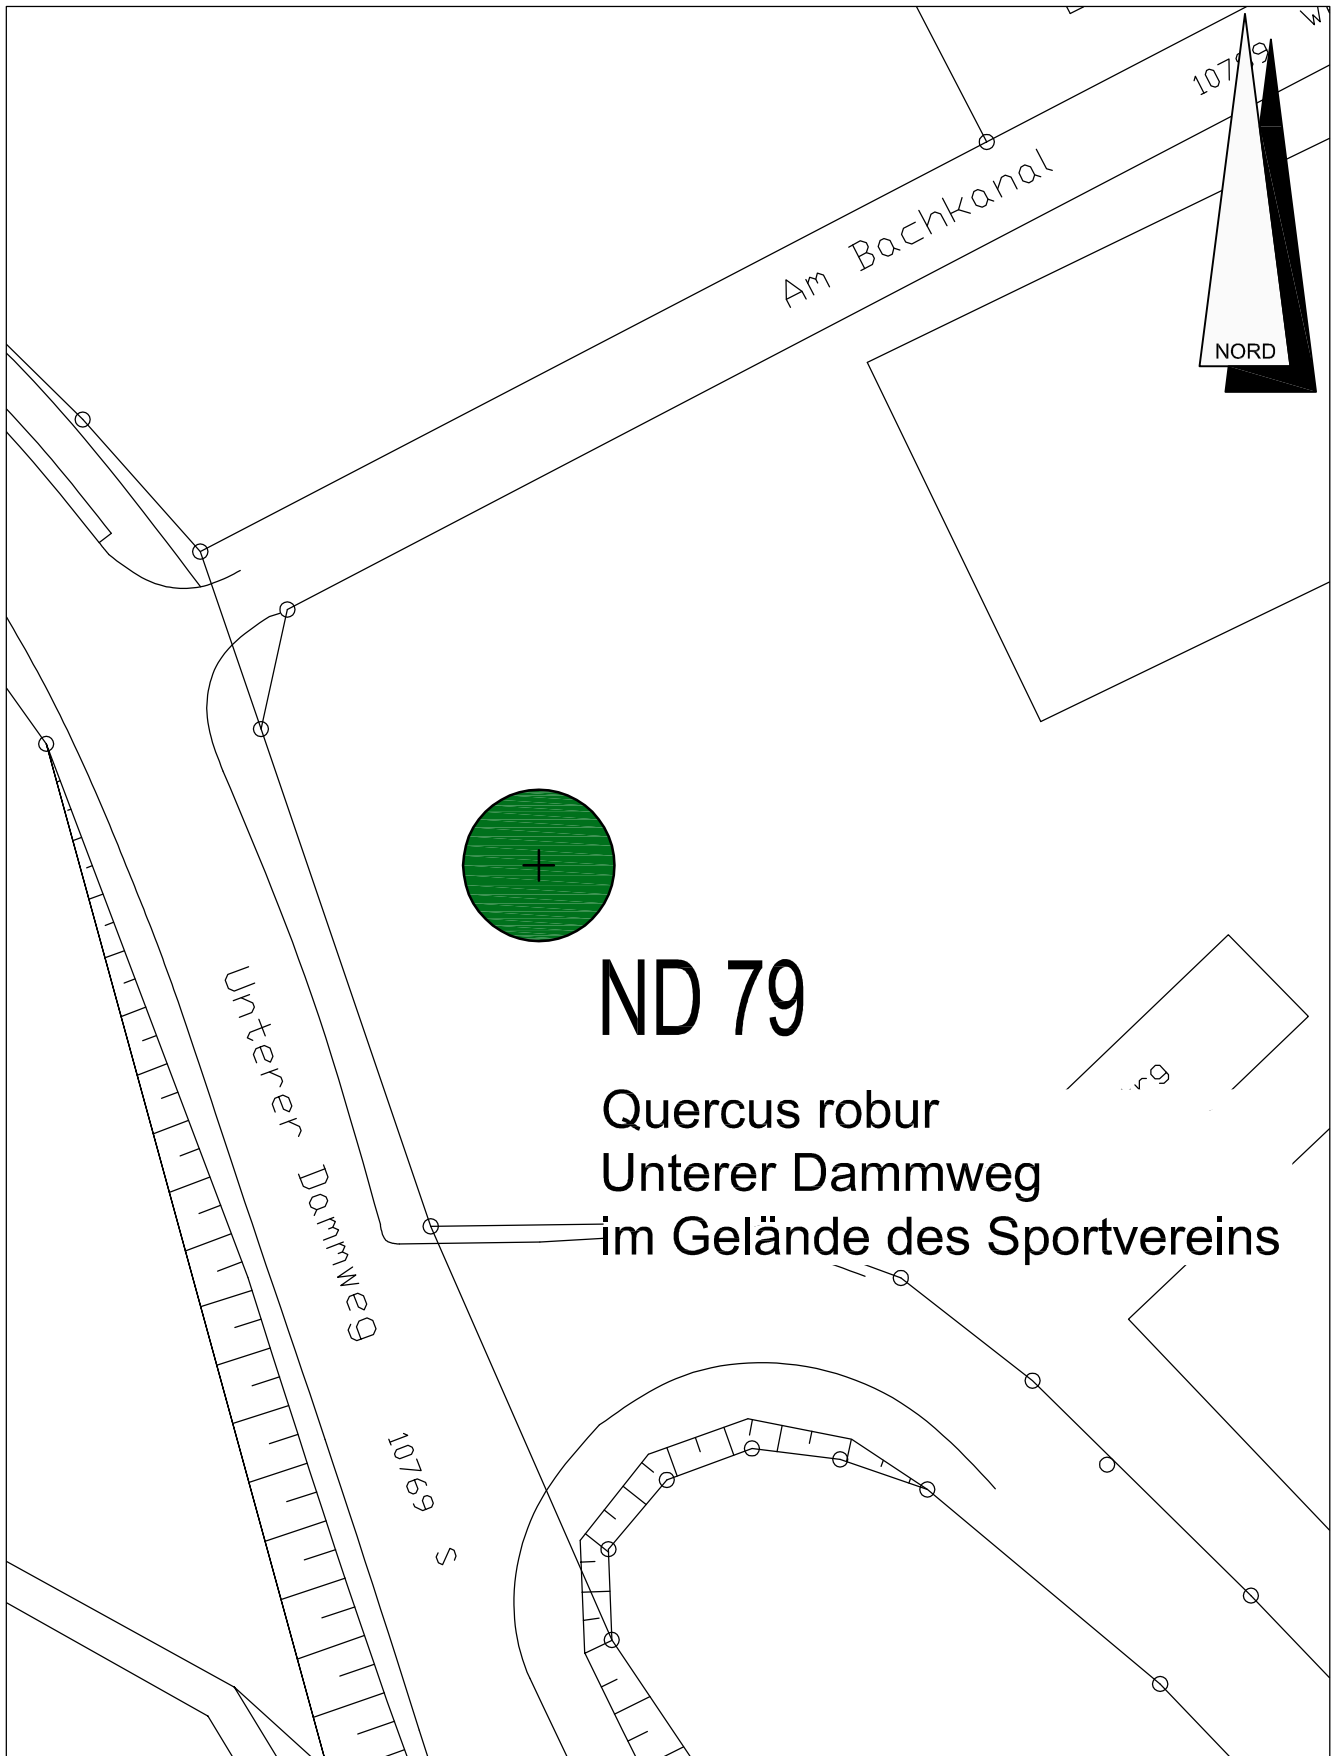 Am Bachkanal
NORD
ND 79
Quercus robur
Unterer Dammweg
im Gelände des Sportvereins
Unterer Dammweg
10769 S